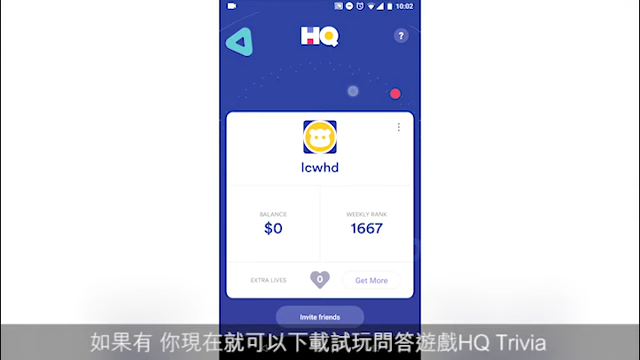 10:02
HQ
?
lcwhd
BALANCE
$0
WEEKLY RANK
1667
EXTRA LIVES
0
Get More
Invite friends
如果有 你現在就可以下載試玩問答遊戲HQ Trivia